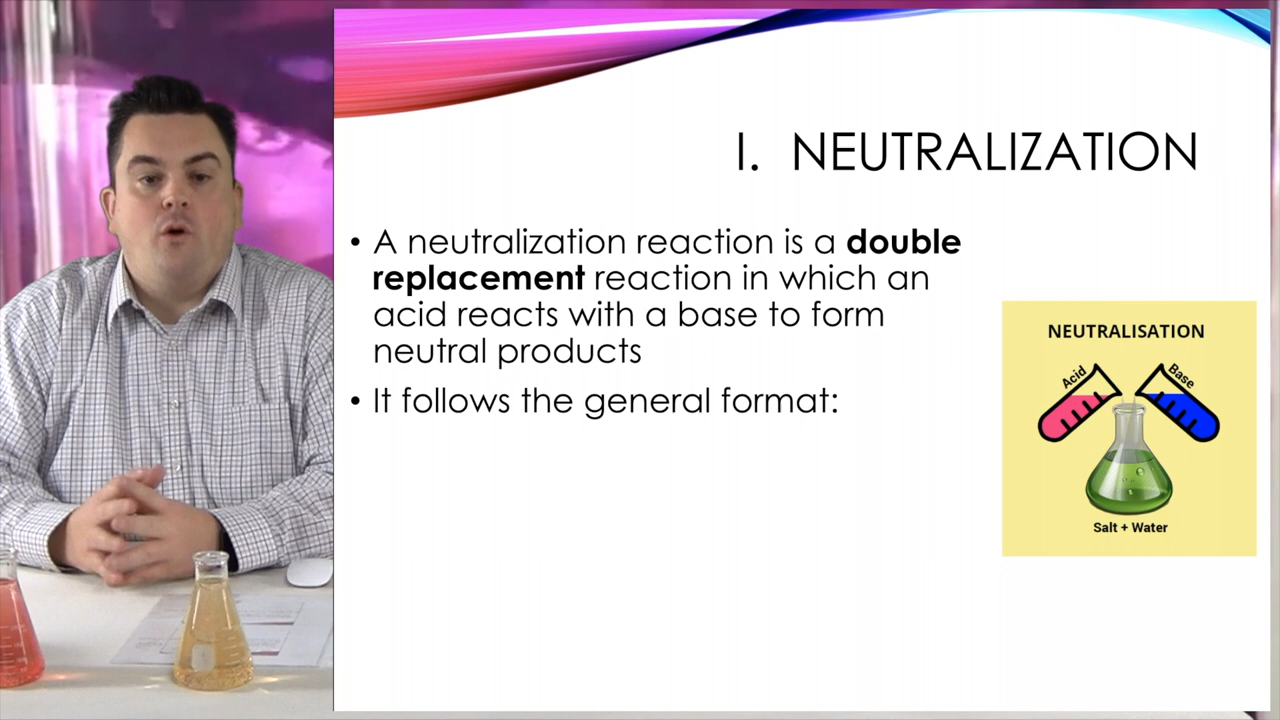 I. NEUTRALIZATION
• A neutralization reaction is a double
replacement reaction in which an
acid reacts with a base to form
neutral products
• It follows the general format:
NEUTRALISATION
Acid
Base
Salt + Water